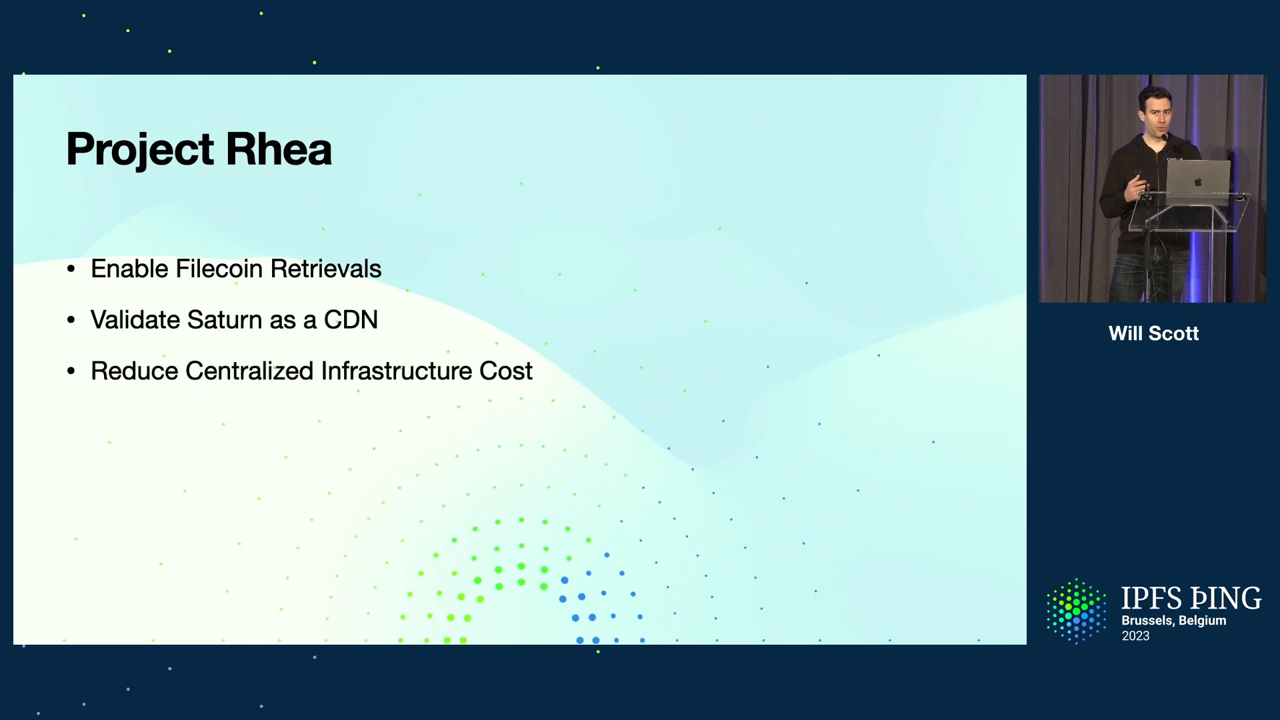 Project Rhea
• Enable Filecoin Retrievals
• Validate Saturn as a CDN
• Reduce Centralized Infrastructure Cost
Will Scott
IPFS ÞING
Brussels, Belgium
2023